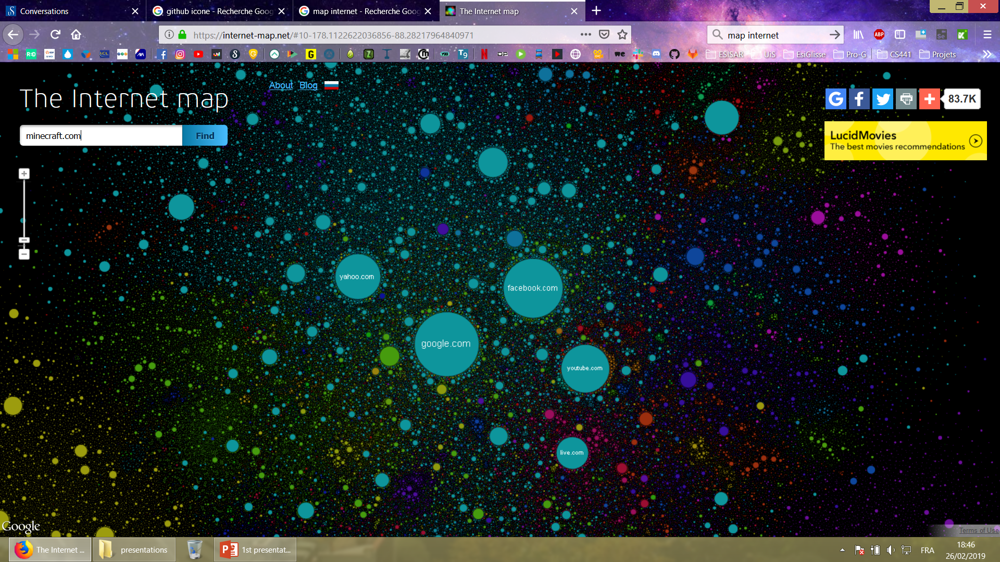 Conversations
github icone - Recherche Goog
map internet - Recherche Goog
The Internet map
https://internet-map.net/#10-178.1122622036856-88.28217964840971
map internet
ESISAR
UiS
EsiGlisse
Pro-G
CS441
Projets
About Blog
The Internet map
83.7K
minecraft.com
Find
LucidMovies
The best movies recommendations
yahoo.com
facebook.com
google.com
youtube.com
live.com
Google
Terms of Use
The Internet ...
presentations
1st presentat...
FRA
18:46
26/02/2019